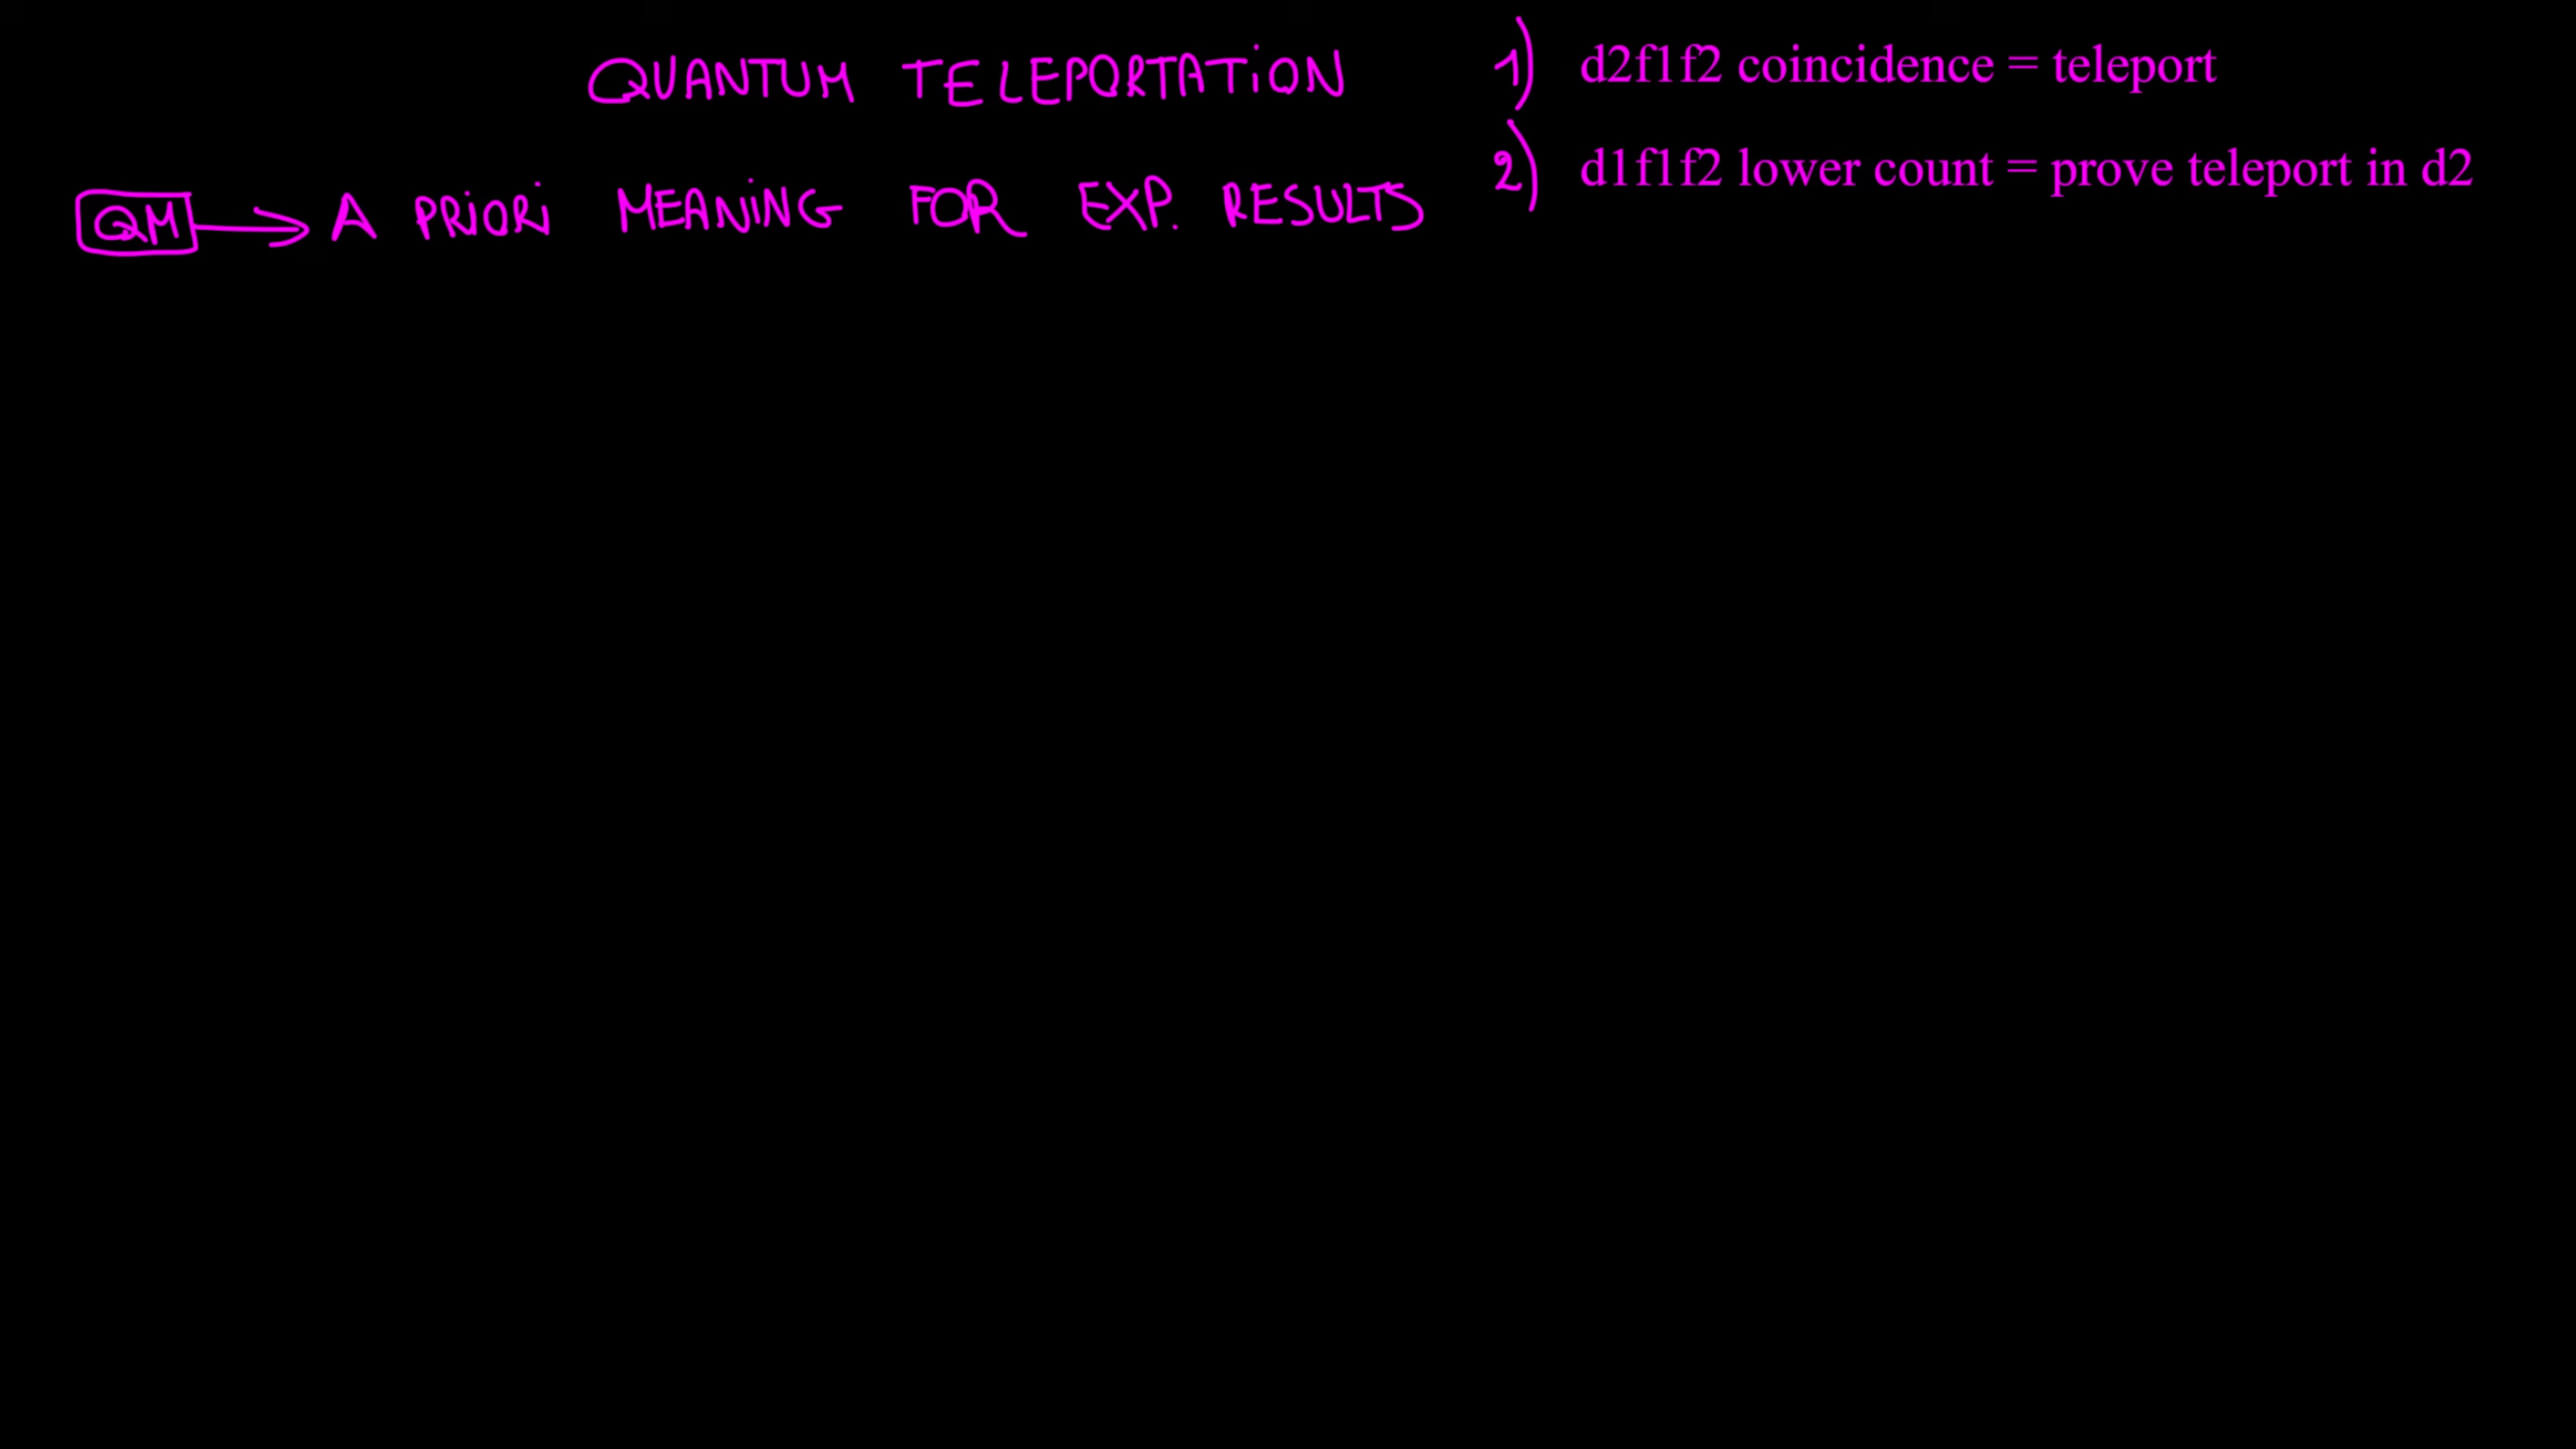 QUANTUM TELEPORTATION
QM → A PRIORI MEANING FOR EXP. RESULTS
1) d2f1f2 coincidence = teleport
2) d1f1f2 lower count = prove teleport in d2